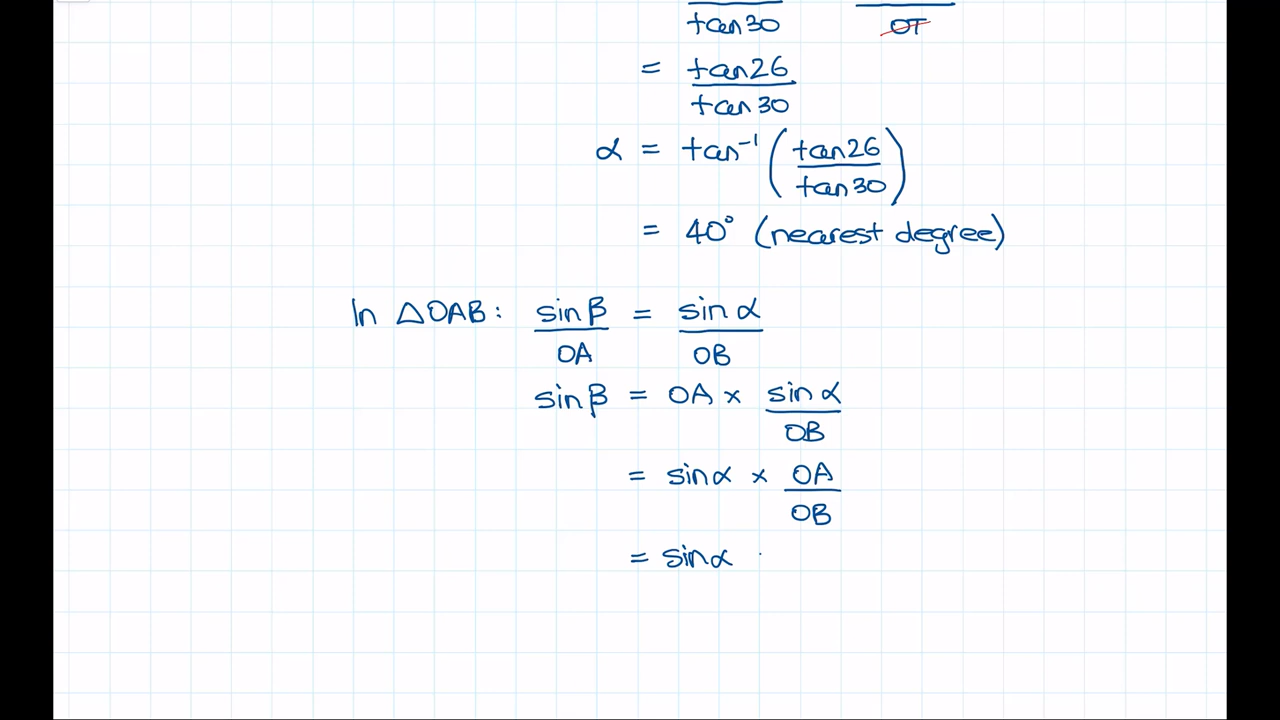 tan30 OT
= tan26
tan30
α = tan⁻¹ (tan26
tan30)
= 40° (nearest degree)
In △OAB: sinβ = sinα
OA OB
sinβ = OA × sinα
OB
= sinα × OA
OB
= sinα